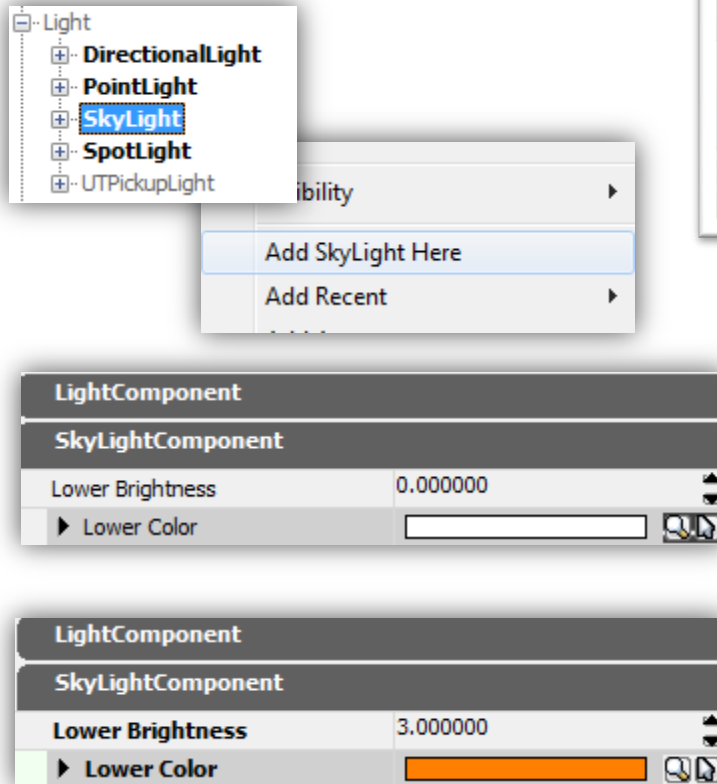 Light
DirectionalLight
PointLight
SkyLight
SpotLight
UTPickupLight
ibility
Add SkyLight Here
Add Recent
LightComponent
SkyLightComponent
Lower Brightness 0.000000
Lower Color
LightComponent
SkyLightComponent
Lower Brightness 3.000000
Lower Color